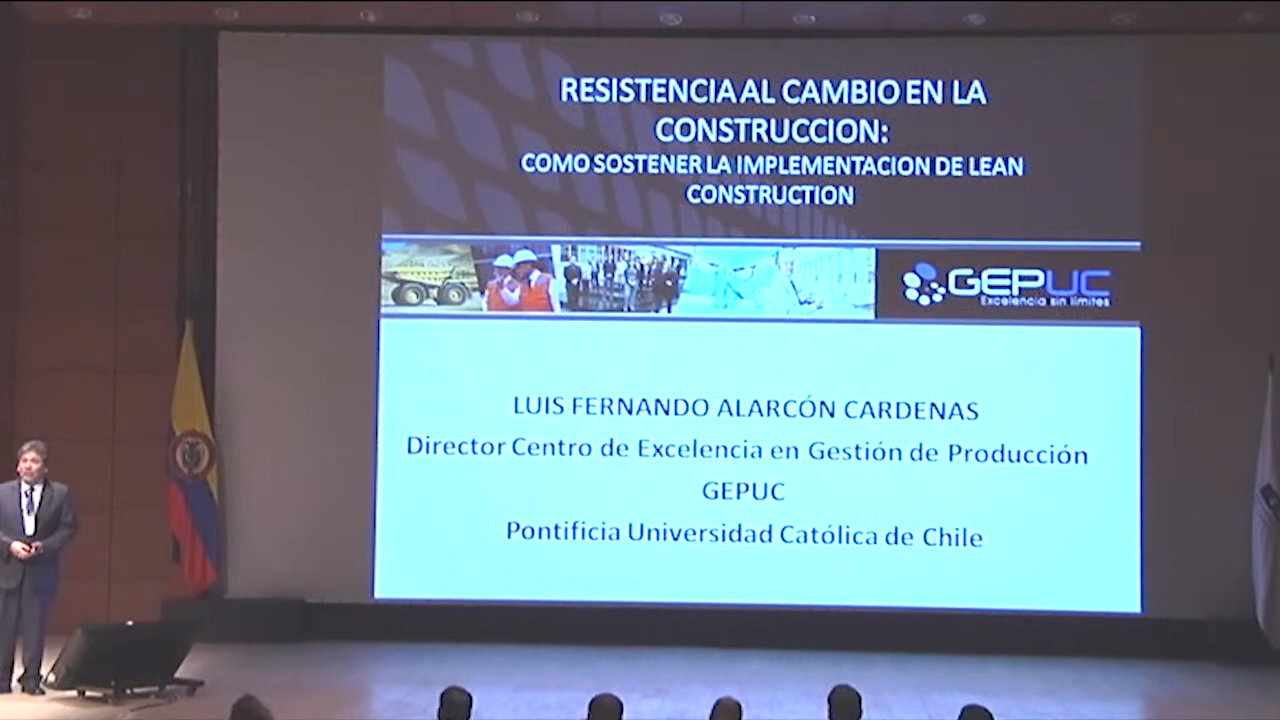 RESISTENCIA AL CAMBIO EN LA
CONSTRUCCION:
COMO SOSTENER LA IMPLEMENTACION DE LEAN
CONSTRUCTION
GEPUC
Excelencia sin límites
LUIS FERNANDO ALARCÓN CARDENAS
Director Centro de Excelencia en Gestión de Producción
GEPUC
Pontificia Universidad Católica de Chile